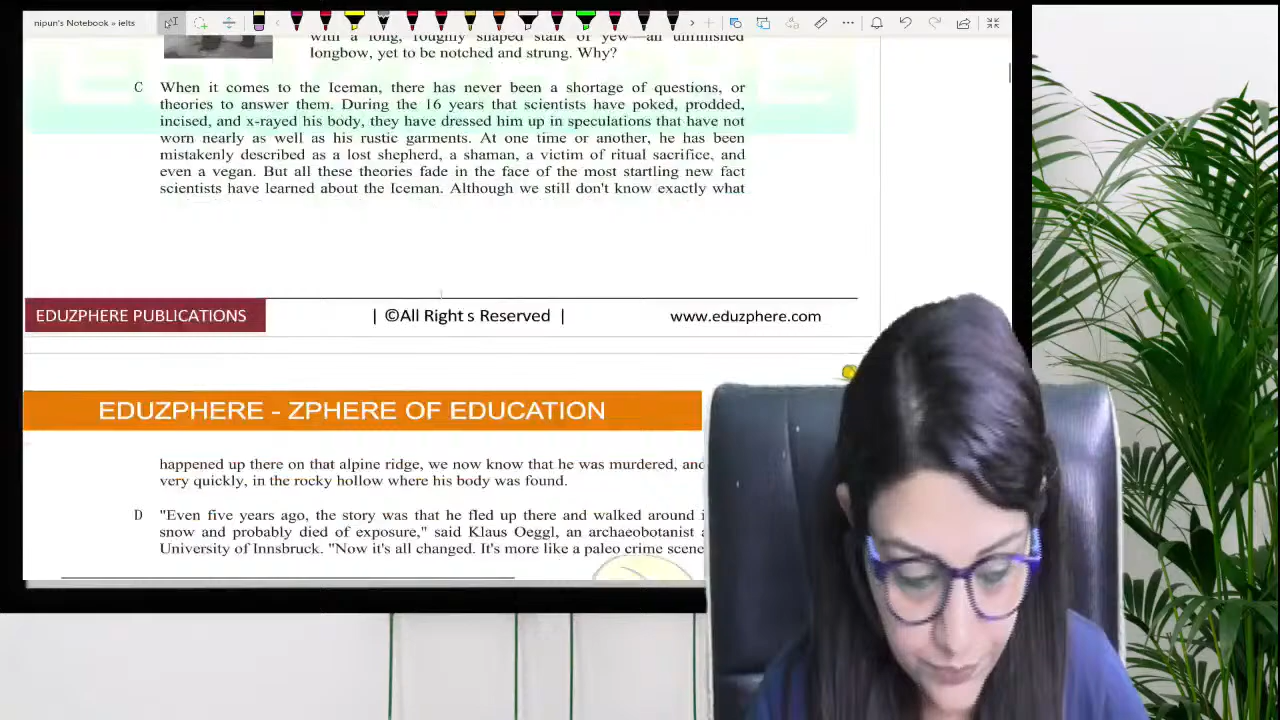 nipun's Notebook » ielts
with a long, roughly shaped stalk of yew—an unfinished
longbow, yet to be notched and strung. Why?
C When it comes to the Iceman, there has never been a shortage of questions, or
theories to answer them. During the 16 years that scientists have poked, prodded,
incised, and x-rayed his body, they have dressed him up in speculations that have not
worn nearly as well as his rustic garments. At one time or another, he has been
mistakenly described as a lost shepherd, a shaman, a victim of ritual sacrifice, and
even a vegan. But all these theories fade in the face of the most startling new fact
scientists have learned about the Iceman. Although we still don't know exactly what
EDUZPHERE PUBLICATIONS | ©All Right s Reserved | www.eduzphere.com
EDUZPHERE - ZPHERE OF EDUCATION
happened up there on that alpine ridge, we now know that he was murdered, and
very quickly, in the rocky hollow where his body was found.
D "Even five years ago, the story was that he fled up there and walked around
snow and probably died of exposure," said Klaus Oeggl, an archaeobotanist
University of Innsbruck. "Now it's all changed. It's more like a paleo crime scene